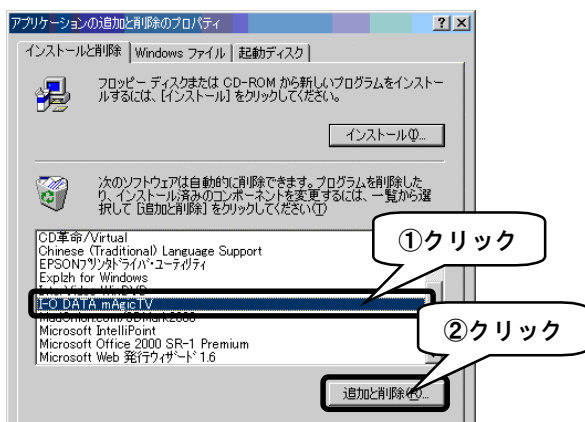 アプリケーションの追加と削除のプロパティ
インストールと削除
Windows ファイル
起動ディスク
フロッピー ディスクまたは CD-ROM から新しいプログラムをインストー
ルするには、[インストール] をクリックしてください。
インストール(I)...
次のソフトウェアは自動的に削除できます。プログラムを削除した
り、インストール済みのコンポーネントを変更するには、一覧から選
択して [追加と削除] をクリックしてください(T)
CD革命/Virtual
Chinese (Traditional) Language Support
EPSONプリンタドライバ・ユーティリティ
Explzh for Windows
InterVideo WinDVD
I-O DATA mAgicTV
MadOnion.com/3DMark2000
Microsoft IntelliPoint
Microsoft Office 2000 SR-1 Premium
Microsoft Web 発行ウィザード 1.6
①クリック
②クリック
追加と削除(R)...